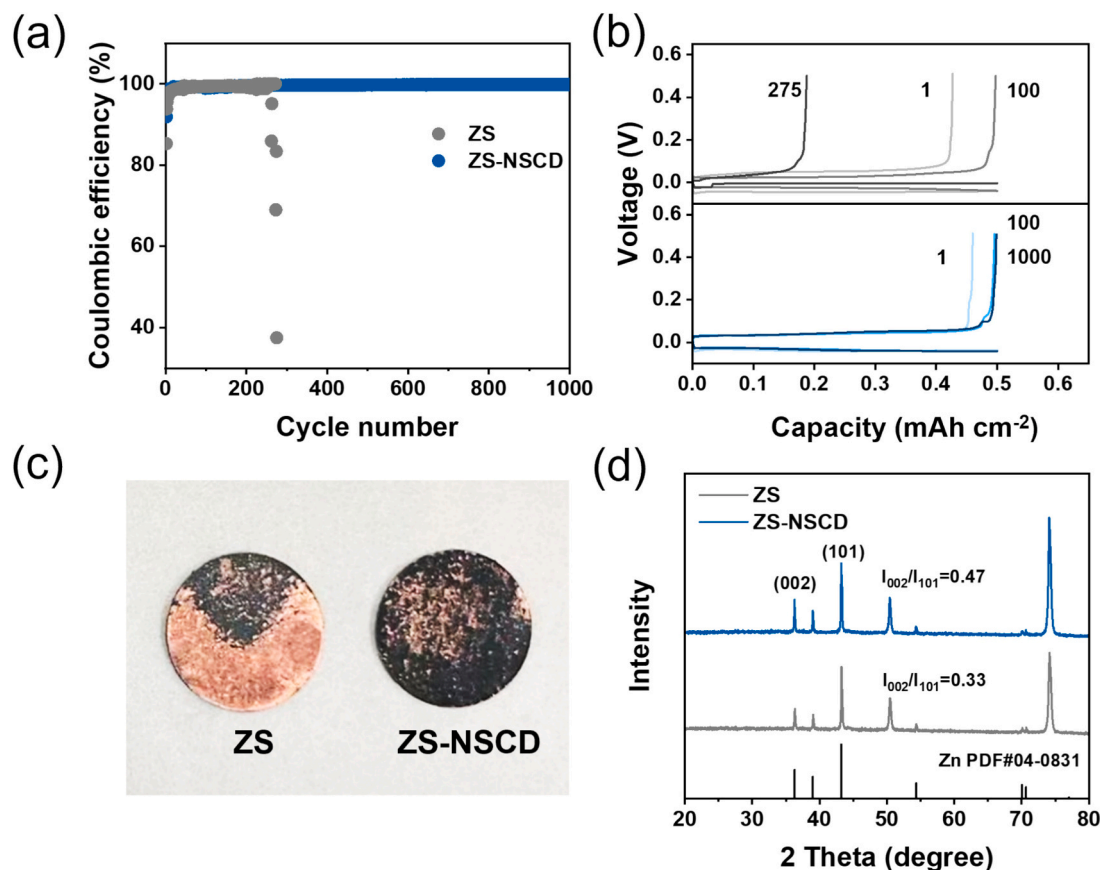 (a)
Coulombic efficiency (%)
100
80
60
40
0 200 400 600 800 1000
Cycle number
ZS
ZS-NSCD
(b)
Voltage (V)
0.6
0.4
0.2
0.0
275 1 100
0.6
0.4
0.2
0.0
100
1 1000
0.0 0.1 0.2 0.3 0.4 0.5 0.6
Capacity (mAh cm⁻²)
(c)
ZS ZS-NSCD
(d)
Intensity
ZS
ZS-NSCD
(002) (101)
I₀₀₂/I₁₀₁=0.47
I₀₀₂/I₁₀₁=0.33
Zn PDF#04-0831
20 30 40 50 60 70 80
2 Theta (degree)